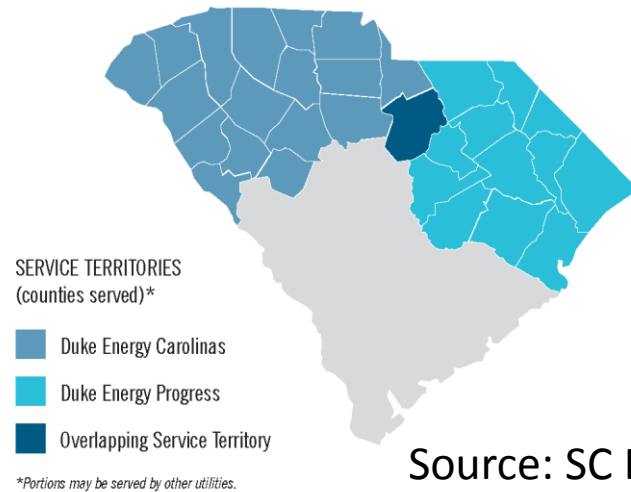 SERVICE TERRITORIES
(counties served)*
Duke Energy Carolinas
Duke Energy Progress
Overlapping Service Territory
*Portions may be served by other utilities.
Source: SC